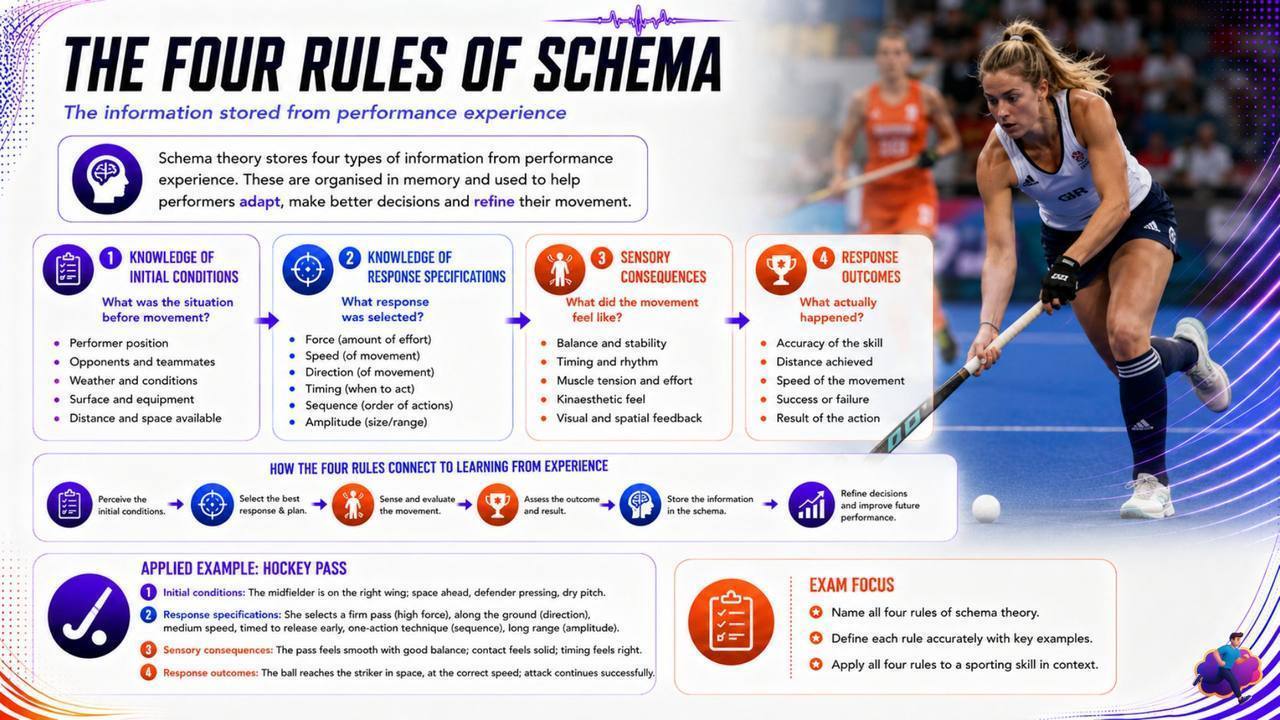 THE FOUR RULES OF SCHEMA
The information stored from performance experience
Schema theory stores four types of information from performance
experience. These are organised in memory and used to help
performers adapt, make better decisions and refine their movement.
1 KNOWLEDGE OF
INITIAL CONDITIONS
What was the situation
before movement?
• Performer position
• Opponents and teammates
• Weather and conditions
• Surface and equipment
• Distance and space available
2 KNOWLEDGE OF
RESPONSE SPECIFICATIONS
What response
was selected?
• Force (amount of effort)
• Speed (of movement)
• Direction (of movement)
• Timing (when to act)
• Sequence (order of actions)
• Amplitude (size/range)
3 SENSORY
CONSEQUENCES
What did the movement
feel like?
• Balance and stability
• Timing and rhythm
• Muscle tension and effort
• Kinaesthetic feel
• Visual and spatial feedback
4 RESPONSE
OUTCOMES
What actually
happened?
• Accuracy of the skill
• Distance achieved
• Speed of the movement
• Success or failure
• Result of the action
HOW THE FOUR RULES CONNECT TO LEARNING FROM EXPERIENCE
Perceive the
initial conditions.
Select the best
response & plan.
Sense and evaluate
the movement.
Assess the outcome
and result.
Store the information
in the schema.
Refine decisions
and improve future
performance.
APPLIED EXAMPLE: HOCKEY PASS
1 Initial conditions: The midfielder is on the right wing; space ahead, defender pressing, dry pitch.
2 Response specifications: She selects a firm pass (high force), along the ground (direction),
medium speed, timed to release early, one-action technique (sequence), long range (amplitude).
3 Sensory consequences: The pass feels smooth with good balance; contact feels solid; timing feels right.
4 Response outcomes: The ball reaches the striker in space, at the correct speed; attack continues successfully.
EXAM FOCUS
Name all four rules of schema theory.
Define each rule accurately with key examples.
Apply all four rules to a sporting skill in context.